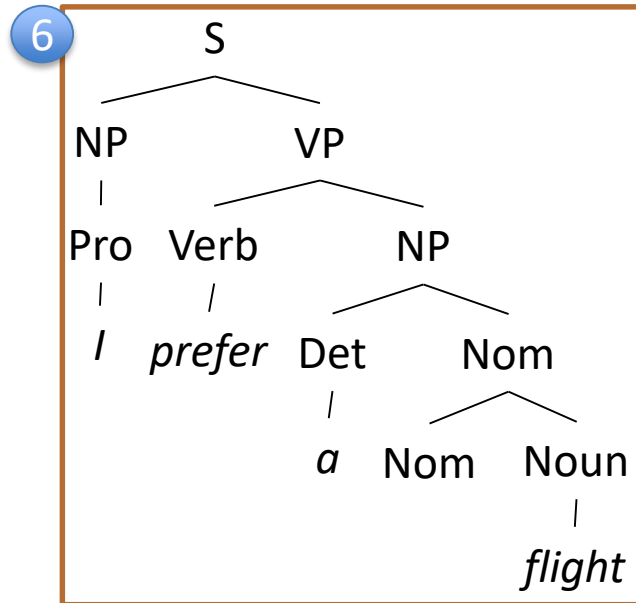 6
S
NP VP
Pro Verb NP
I prefer Det Nom
a Nom Noun
flight